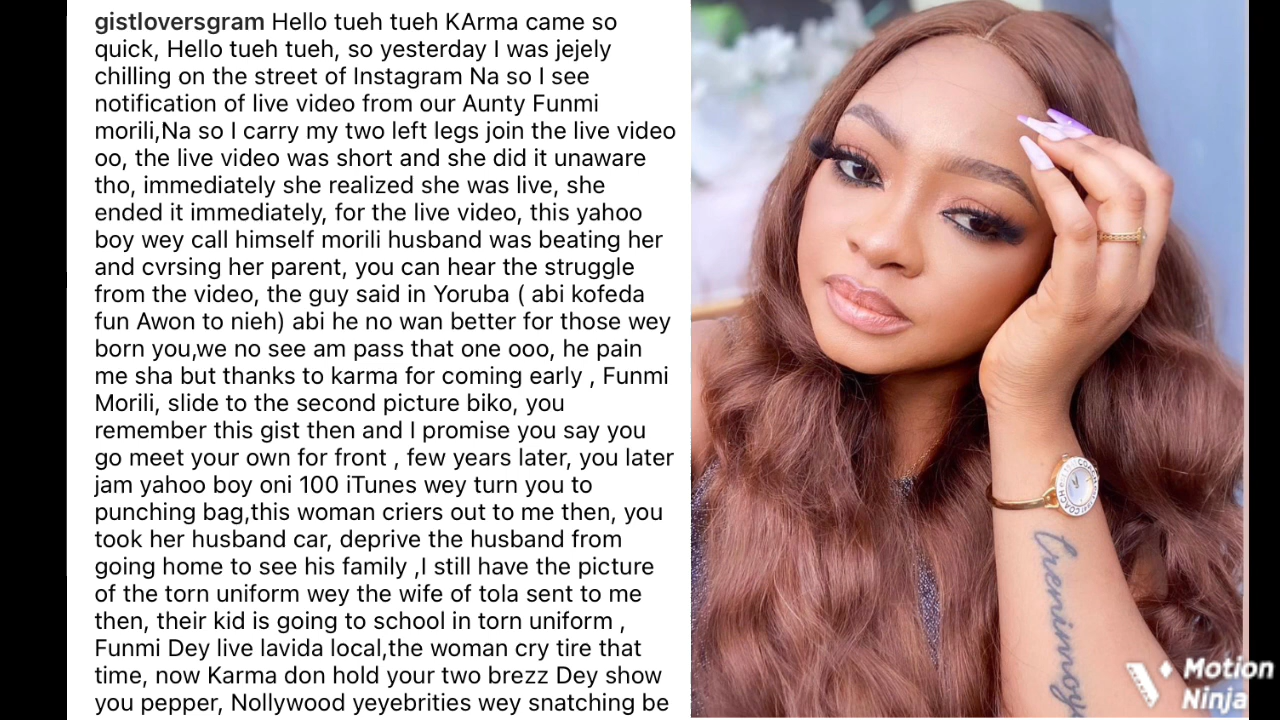 gistloversgram Hello tueh tueh KArma came so
quick, Hello tueh tueh, so yesterday I was jejely
chilling on the street of Instagram Na so I see
notification of live video from our Aunty Funmi
morili,Na so I carry my two left legs join the live video
oo, the live video was short and she did it unaware
tho, immediately she realized she was live, she
ended it immediately, for the live video, this yahoo
boy wey call himself morili husband was beating her
and cvrsing her parent, you can hear the struggle
from the video, the guy said in Yoruba ( abi kofeda
fun Awon to nieh) abi he no wan better for those wey
born you,we no see am pass that one ooo, he pain
me sha but thanks to karma for coming early , Funmi
Morili, slide to the second picture biko, you
remember this gist then and I promise you say you
go meet your own for front , few years later, you later
jam yahoo boy oni 100 iTunes wey turn you to
punching bag,this woman criers out to me then, you
took her husband car, deprive the husband from
going home to see his family ,I still have the picture
of the torn uniform wey the wife of tola sent to me
then, their kid is going to school in torn uniform ,
Funmi Dey live lavida local,the woman cry tire that
time, now Karma don hold your two brezz Dey show
you pepper, Nollywood yeyebrities wey snatching be
COACH
Motion
Ninja